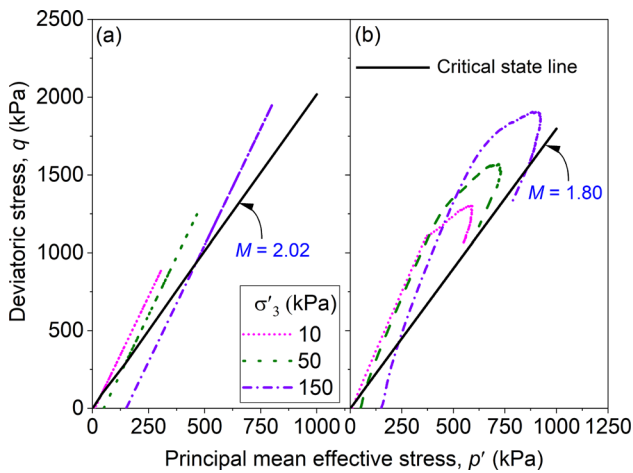 2500
2000
1500
1000
500
0
Deviatoric stress, q (kPa)
(a)
M = 2.02
σ′3 (kPa)
10
50
150
0 250 500 750 1000
(b)
Critical state line
M = 1.80
0 250 500 750 1000 1250
Principal mean effective stress, p′ (kPa)